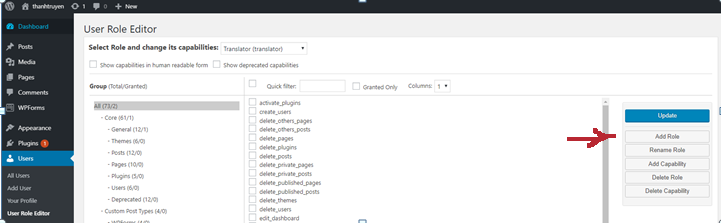 thanhtruyen 1 0 + New
Dashboard
Posts
Media
Pages
Comments
WPForms
Appearance
Plugins 1
Users
All Users
Add User
Your Profile
User Role Editor
User Role Editor
Select Role and change its capabilities: Translator (translator)
Show capabilities in human readable form Show deprecated capabilities
Group (Total/Granted)
All (73/2)
- Core (61/1)
- General (12/1)
- Themes (6/0)
- Posts (12/0)
- Pages (10/0)
- Plugins (5/0)
- Users (6/0)
- Deprecated (12/0)
- Custom Post Types (4/0)
Quick filter: Granted Only Columns: 1
activate_plugins
create_users
delete_others_pages
delete_others_posts
delete_pages
delete_plugins
delete_posts
delete_private_pages
delete_private_posts
delete_published_pages
delete_published_posts
delete_themes
delete_users
edit_dashboard
Update
Add Role
Rename Role
Add Capability
Delete Role
Delete Capability